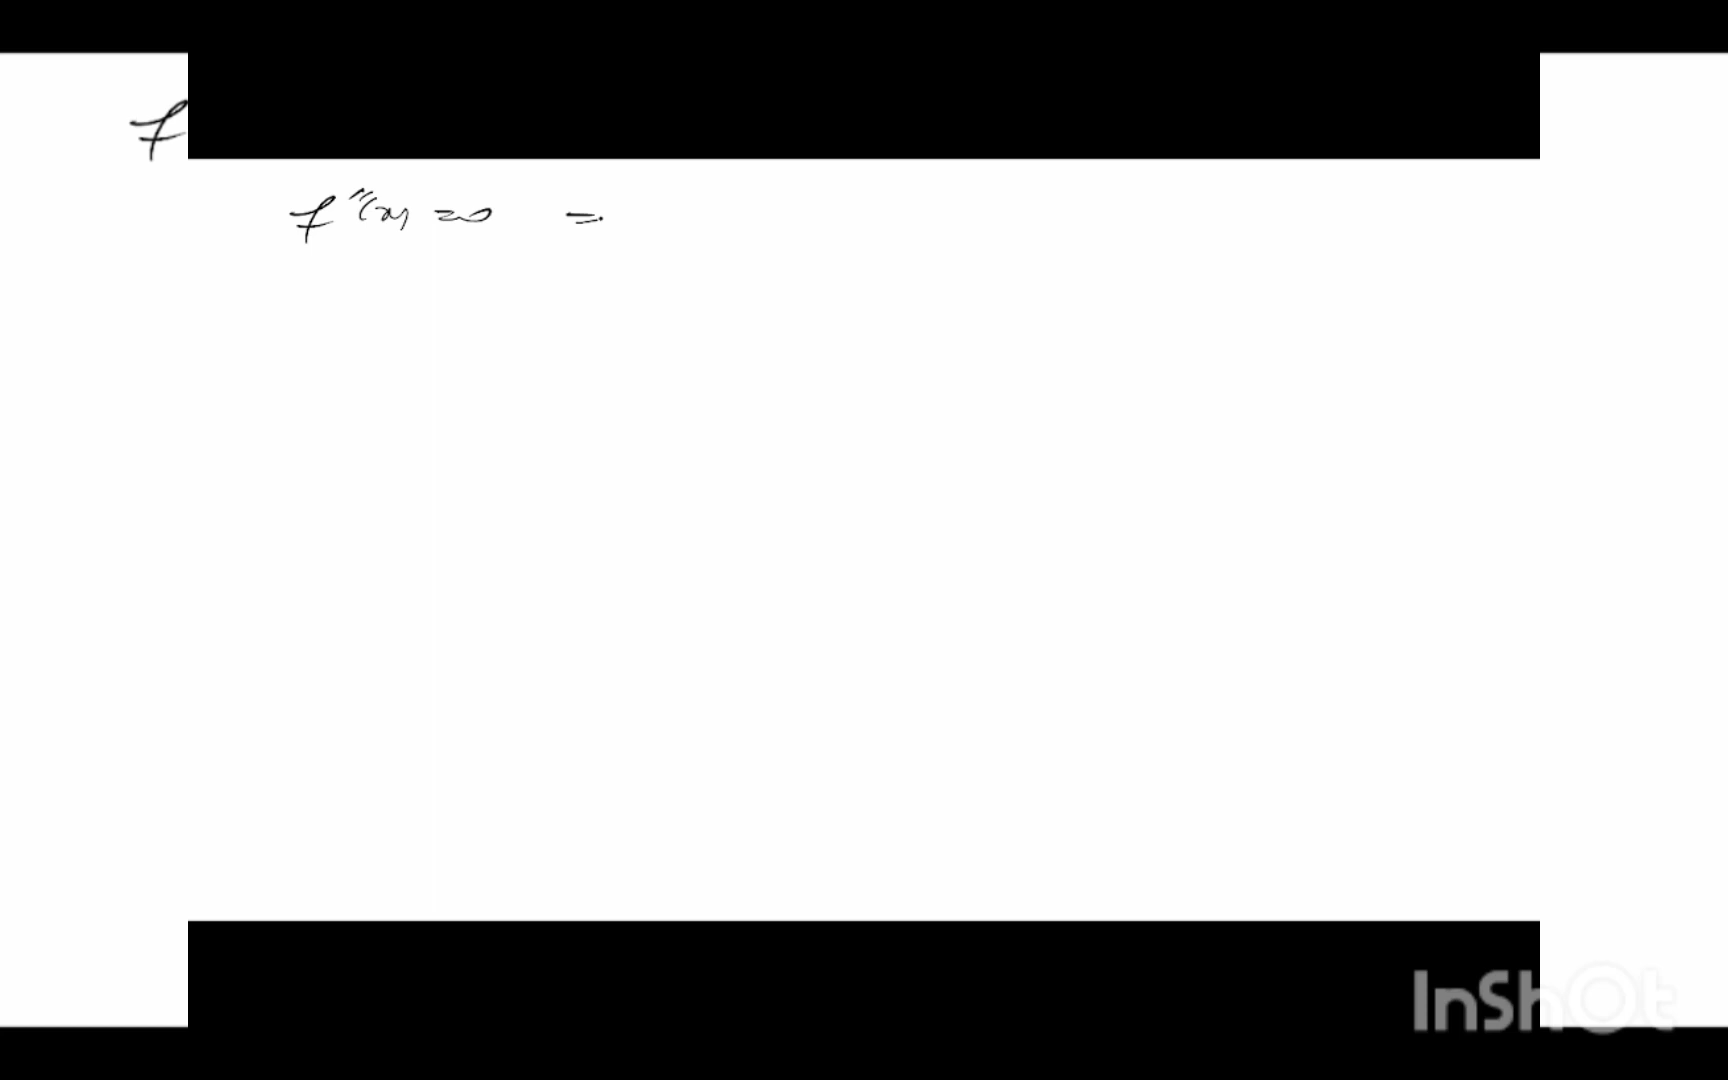 f
f''(x) = 0 =
InShOt